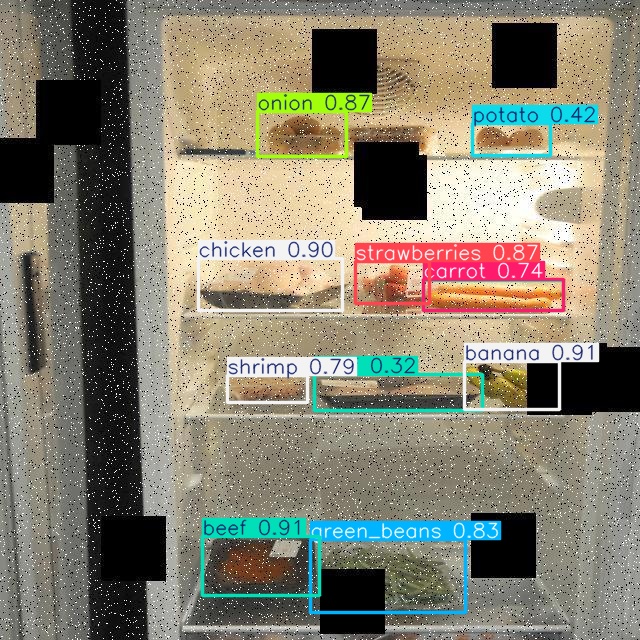 onion 0.87
potato 0.42
chicken 0.90
strawberries 0.87
carrot 0.74
banana 0.91
shrimp 0.79
0.32
beef 0.91
green_beans 0.83